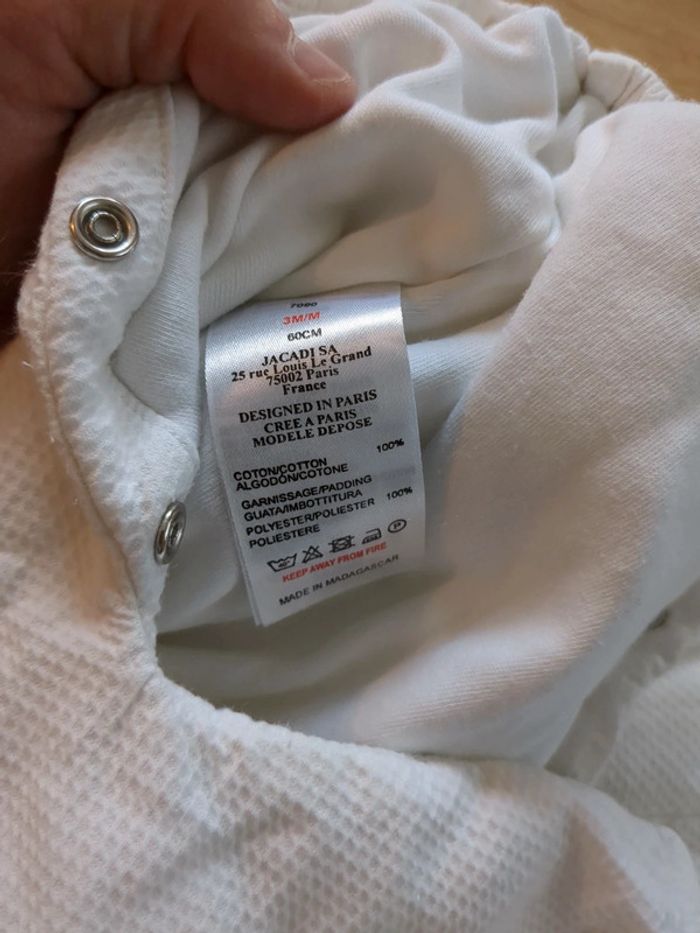 3M/M
60CM
JACADI SA
25 rue Louis Le Grand
75002 Paris
France
DESIGNED IN PARIS
CREE A PARIS
MODELE DEPOSE
100%
COTON/COTTON
ALGODÓN/COTONE
GARNISSAGE/PADDING
GUATA/IMBOTTITURA
100%
POLYESTER/POLIESTER
POLIESTERE
P
KEEP AWAY FROM FIRE
MADE IN MADAGASCAR